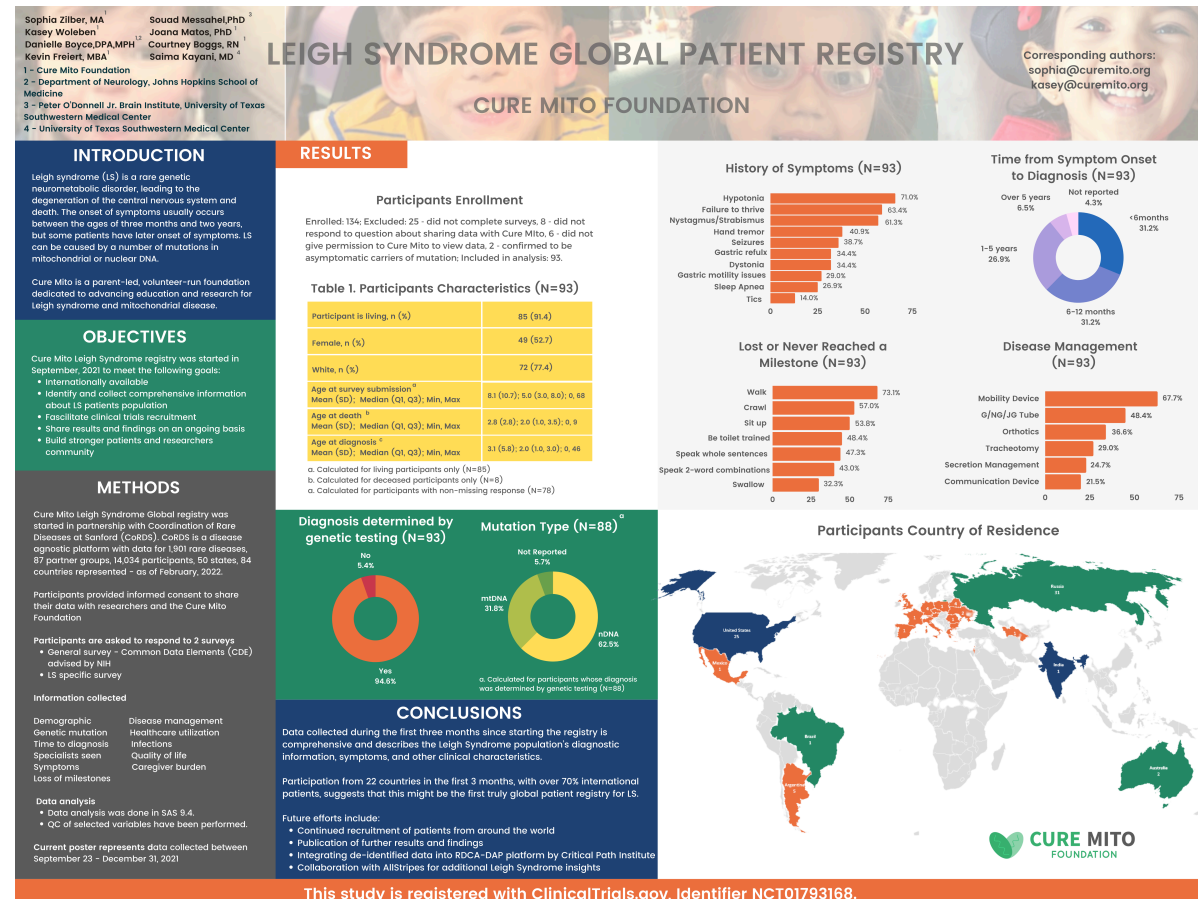 Sophia Zilber, MA 1
Kasey Woleben 1
Danielle Boyce,DPA,MPH 1,2
Kevin Freiert, MBA 1
Souad Messahel,PhD 3
Joana Matos, PhD 1
Courtney Boggs, RN 1
Saima Kayani, MD 4
1 - Cure Mito Foundation
2 - Department of Neurology, Johns Hopkins School of
Medicine
3 - Peter O'Donnell Jr. Brain Institute, University of Texas
Southwestern Medical Center
4 - University of Texas Southwestern Medical Center
LEIGH SYNDROME GLOBAL PATIENT REGISTRY
CURE MITO FOUNDATION
Corresponding authors:
sophia@curemito.org
kasey@curemito.org
INTRODUCTION
Leigh syndrome (LS) is a rare genetic
neurometabolic disorder, leading to the
degeneration of the central nervous system and
death. The onset of symptoms usually occurs
between the ages of three months and two years,
but some patients have later onset of symptoms. LS
can be caused by a number of mutations in
mitochondrial or nuclear DNA.
Cure Mito is a parent-led, volunteer-run foundation
dedicated to advancing education and research for
Leigh syndrome and mitochondrial disease.
OBJECTIVES
Cure Mito Leigh Syndrome registry was started in
September, 2021 to meet the following goals:
• Internationally available
• Identify and collect comprehensive information
about LS patients population
• Fascilitate clinical trials recruitment
• Share results and findings on an ongoing basis
• Build stronger patients and researchers
community
METHODS
Cure Mito Leigh Syndrome Global registry was
started in partnership with Coordination of Rare
Diseases at Sanford (CoRDS). CoRDS is a disease
agnostic platform with data for 1,901 rare diseases,
87 partner groups, 14,034 participants, 50 states, 84
countries represented - as of February, 2022.
Participants provided informed consent to share
their data with researchers and the Cure Mito
Foundation
Participants are asked to respond to 2 surveys
• General survey - Common Data Elements (CDE)
advised by NIH
• LS specific survey
Information collected
Demographic Disease management
Genetic mutation Healthcare utilization
Time to diagnosis Infections
Specialists seen Quality of life
Symptoms Caregiver burden
Loss of milestones
Data analysis
• Data analysis was done in SAS 9.4.
• QC of selected variables have been performed.
Current poster represents data collected between
September 23 - December 31, 2021
RESULTS
Participants Enrollment
Enrolled: 134; Excluded: 25 - did not complete surveys, 8 - did not
respond to question about sharing data with Cure MIto, 6 - did not
give permission to Cure Mito to view data, 2 - confirmed to be
asymptomatic carriers of mutation; Included in analysis: 93.
Table 1. Participants Characteristics (N=93)
Participant is living, n (%) 85 (91.4)
Female, n (%) 49 (52.7)
White, n (%) 72 (77.4)
Age at survey submission a
Mean (SD); Median (Q1, Q3); Min, Max 8.1 (10.7); 5.0 (3.0, 8.0); 0, 68
Age at death b
Mean (SD); Median (Q1, Q3); Min, Max 2.8 (2.8); 2.0 (1.0, 3.5); 0, 9
Age at diagnosis c
Mean (SD); Median (Q1, Q3); Min, Max 3.1 (5.8); 2.0 (1.0, 3.0); 0, 46
a. Calculated for living participants only (N=85)
b. Calculated for deceased participants only (N=8)
a. Calculated for participants with non-missing response (N=78)
Diagnosis determined by
genetic testing (N=93)
No
5.4%
Yes
94.6%
Mutation Type (N=88) a
Not Reported
5.7%
mtDNA
31.8%
nDNA
62.5%
a. Calculated for participants whose diagnosis
was determined by genetic testing (N=88)
CONCLUSIONS
Data collected during the first three months since starting the registry is
comprehensive and describes the Leigh Syndrome population's diagnostic
information, symptoms, and other clinical characteristics.
Participation from 22 countries in the first 3 months, with over 70% international
patients, suggests that this might be the first truly global patient registry for LS.
Future efforts include:
• Continued recruitment of patients from around the world
• Publication of further results and findings
• Integrating de-identified data into RDCA-DAP platform by Critical Path Institute
• Collaboration with AllStripes for additional Leigh Syndrome insights
History of Symptoms (N=93)
Hypotonia 71.0%
Failure to thrive 63.4%
Nystagmus/Strabismus 61.3%
Hand tremor 40.9%
Seizures 38.7%
Gastric refulx 34.4%
Dystonia 34.4%
Gastric motility issues 29.0%
Sleep Apnea 26.9%
Tics 14.0%
0 25 50 75
Time from Symptom Onset
to Diagnosis (N=93)
Not reported
4.3%
Over 5 years
6.5%
<6months
31.2%
1-5 years
26.9%
6-12 months
31.2%
Lost or Never Reached a
Milestone (N=93)
Walk 73.1%
Crawl 57.0%
Sit up 53.8%
Be toilet trained 48.4%
Speak whole sentences 47.3%
Speak 2-word combinations 43.0%
Swallow 32.3%
0 25 50 75
Disease Management
(N=93)
Mobility Device 67.7%
G/NG/JG Tube 48.4%
Orthotics 36.6%
Tracheotomy 29.0%
Secretion Management 24.7%
Communication Device 21.5%
0 25 50 75
Participants Country of Residence
Russia
31
United States
25
Mexico
1
India
1
Brazil
Argentina
Australia
CURE MITO
FOUNDATION
This study is registered with ClinicalTrials.gov, Identifier NCT01793168.